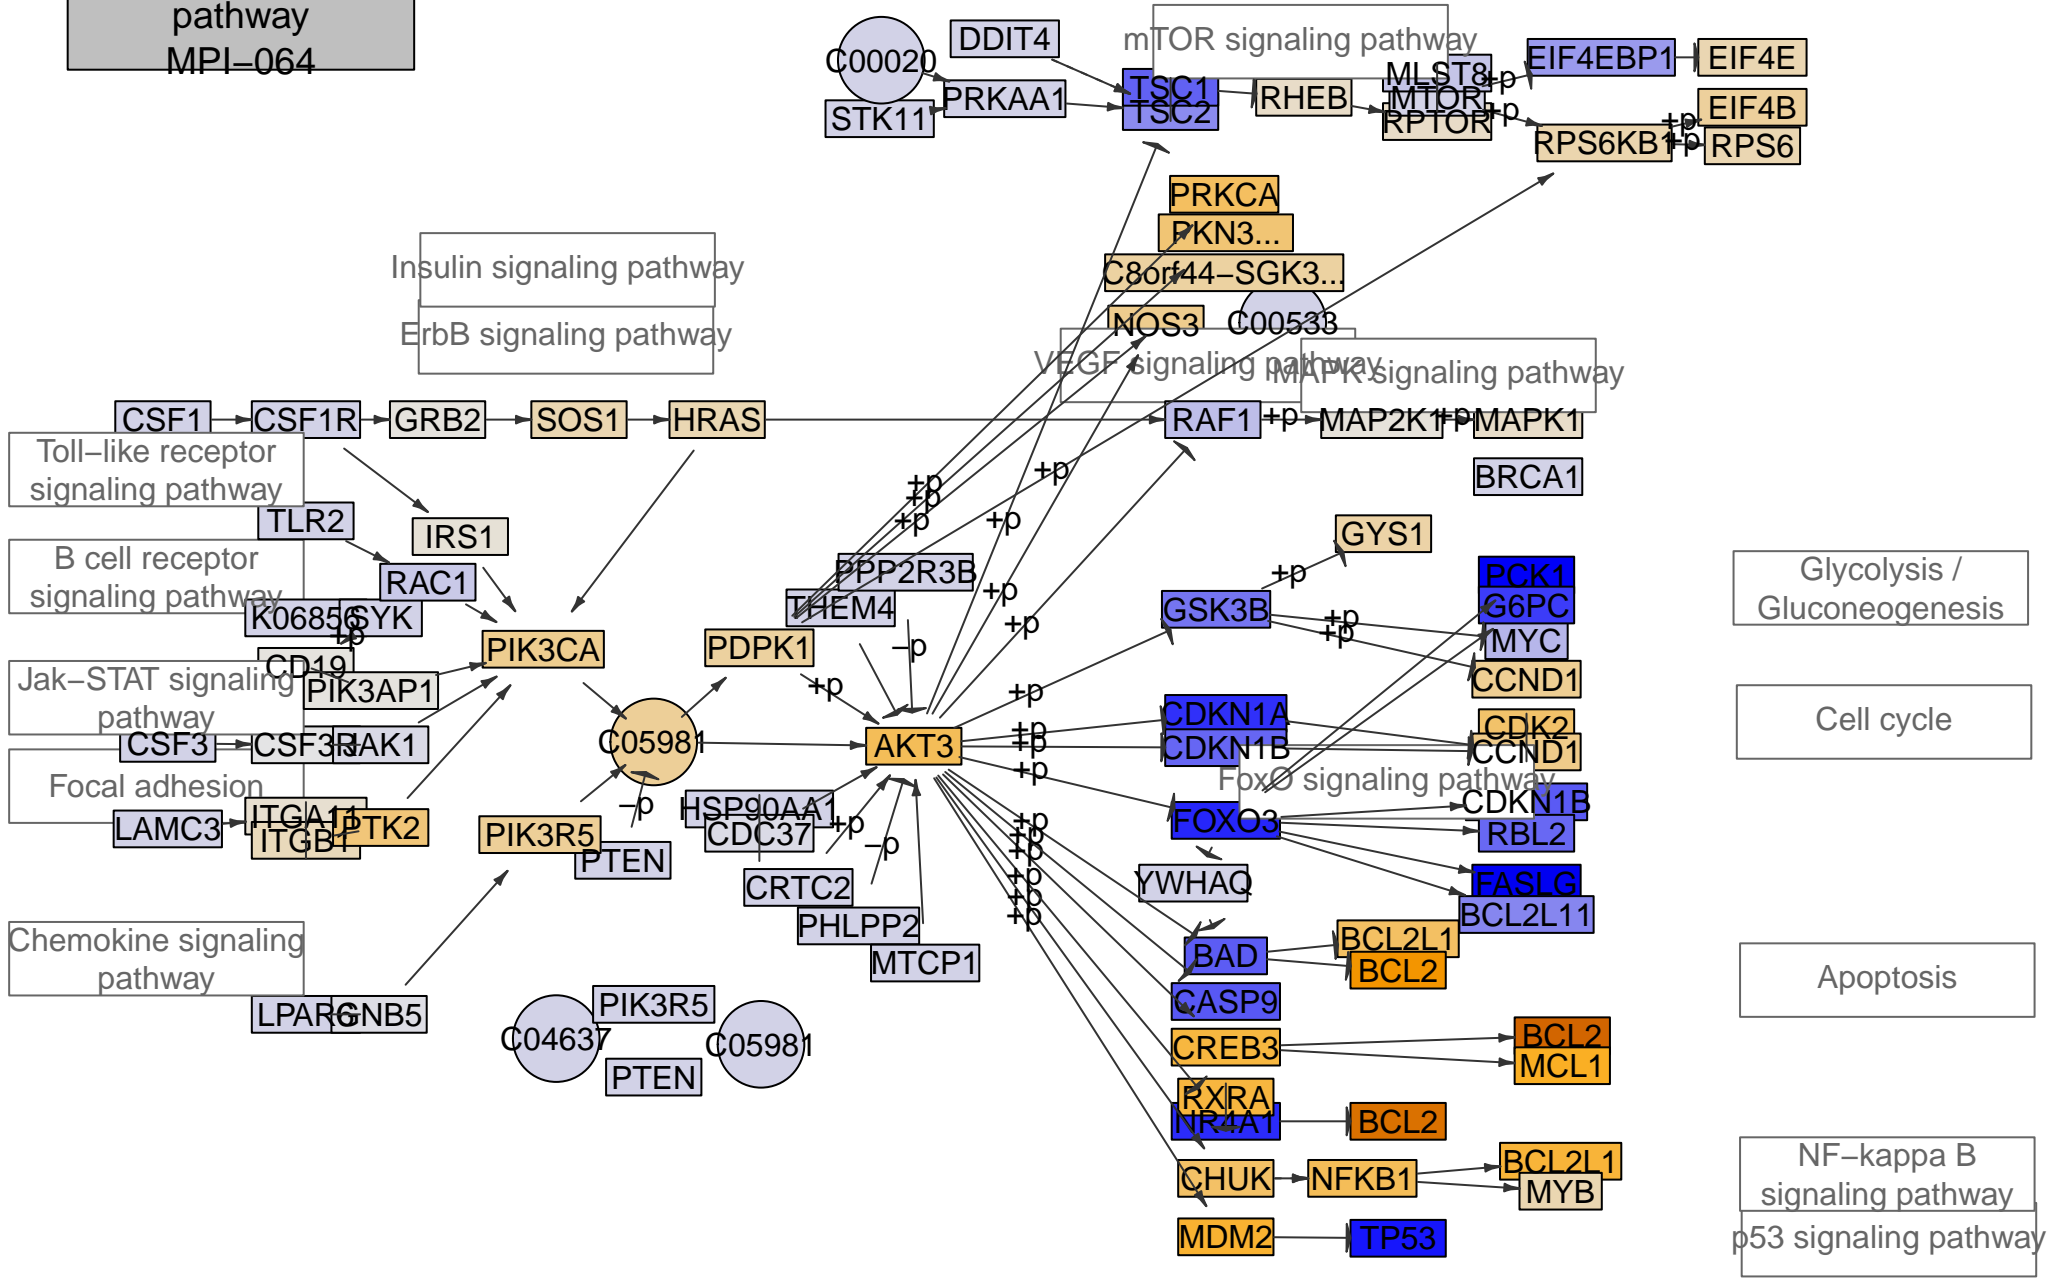 pathway
MPI−064
C00020
DDIT4
STK11
PRKAA1
TSC1
TSC2
mTOR signaling pathway
RHEB
MLST8
MTOR
RPTOR
+p
+p
EIF4EBP1
EIF4E
RPS6KB1
+p
+p
EIF4B
RPS6
PRKCA
PKN3...
C8orf44−SGK3...
NOS3
C00533
Insulin signaling pathway
ErbB signaling pathway
VEGF signaling pathway
MAPK signaling pathway
CSF1
CSF1R
GRB2
SOS1
HRAS
RAF1
+p
MAP2K1
+p
MAPK1
BRCA1
Toll−like receptor
signaling pathway
TLR2
IRS1
+p
+p
+p
+p
+p
GYS1
B cell receptor
signaling pathway
RAC1
K06856
SYK
+p
CD19
PIK3AP1
PIK3CA
PDPK1
PPP2R3B
THEM4
−p
+p
+p
+p
GSK3B
+p
+p
+p
PCK1
G6PC
MYC
CCND1
Glycolysis /
Gluconeogenesis
Jak−STAT signaling
pathway
CSF3
CSF3R
JAK1
C05981
AKT3
+p
+p
+p
+p
CDKN1A
CDKN1B
CDK2
CCND1
Cell cycle
FoxO signaling pathway
Focal adhesion
LAMC3
ITGA11
ITGB1
PTK2
PIK3R5
−p
PTEN
HSP90AA1
CDC37
+p
−p
CRTC2
PHLPP2
MTCP1
+p
+p
+p
+p
+p
+p
FOXO3
CDKN1B
RBL2
FASLG
BCL2L11
YWHAQ
BAD
BCL2L1
BCL2
Apoptosis
Chemokine signaling
pathway
LPAR6
GNB5
C04637
PIK3R5
PTEN
C05981
CASP9
CREB3
BCL2
MCL1
RXRA
NR4A1
BCL2
CHUK
NFKB1
BCL2L1
MYB
NF−kappa B
signaling pathway
MDM2
TP53
p53 signaling pathway